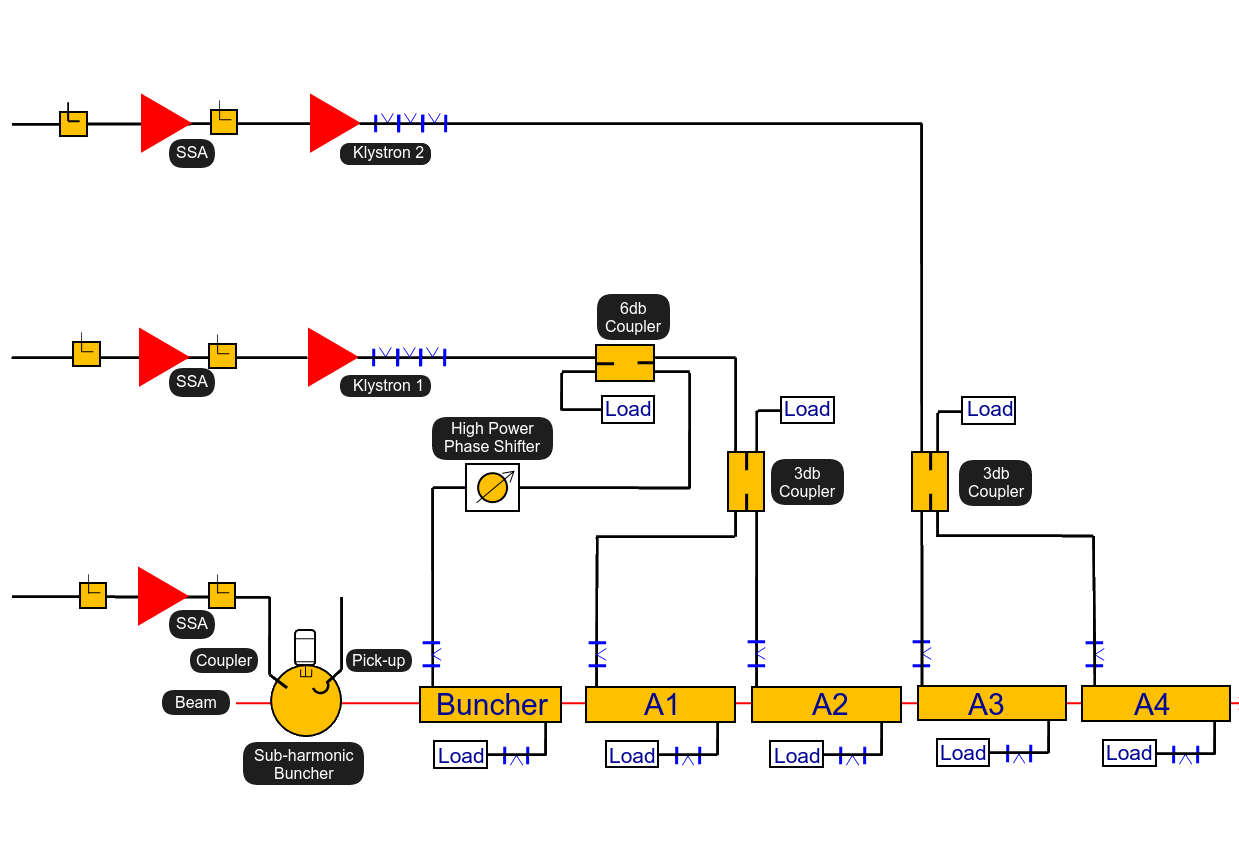 SSA
Klystron 2
6db
Coupler
SSA
Klystron 1
Load
Load
Load
High Power
Phase Shifter
3db
Coupler
3db
Coupler
SSA
Coupler
Pick-up
Beam
Buncher
A1
A2
A3
A4
Sub-harmonic
Buncher
Load
Load
Load
Load
Load